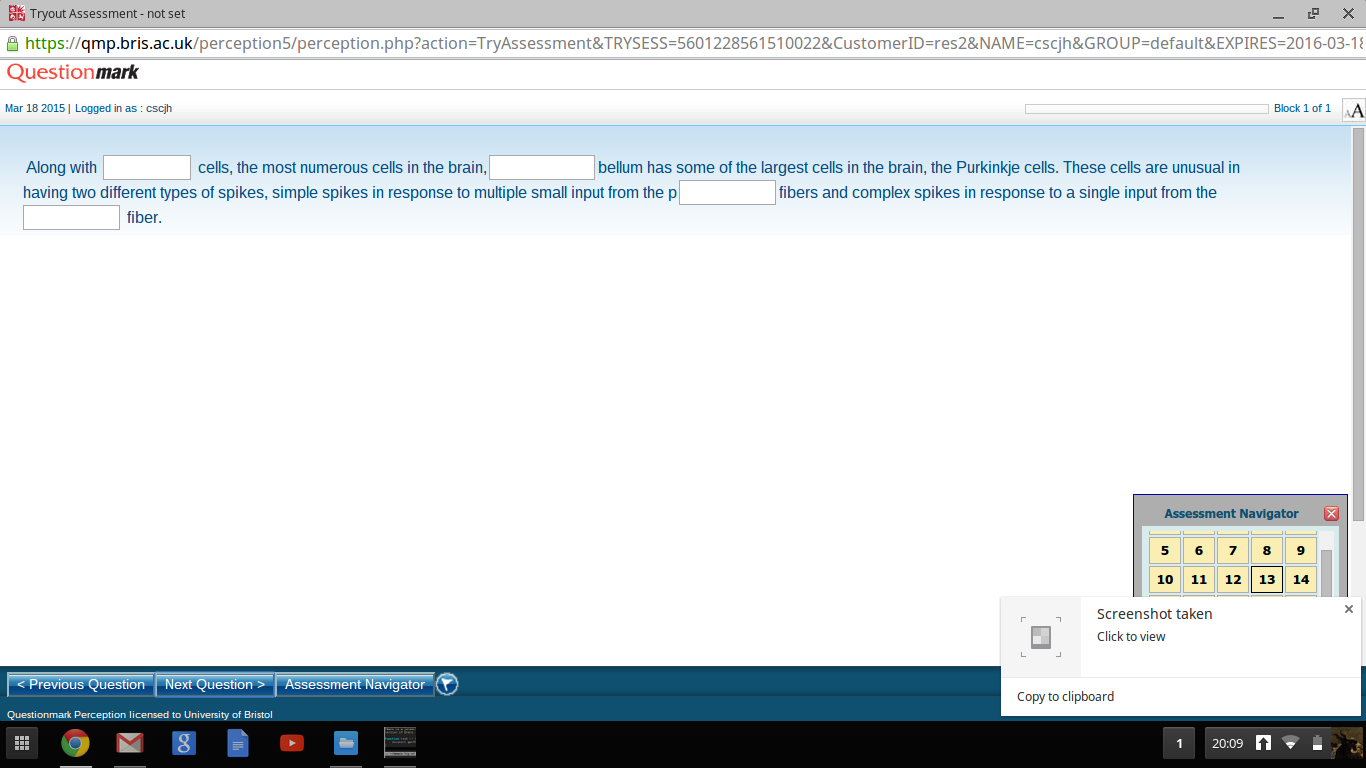 Tryout Assessment - not set
https://qmp.bris.ac.uk/perception5/perception.php?action=TryAssessment&TRYSESS=5601228561510022&CustomerID=res2&NAME=cscjh&GROUP=default&EXPIRES=2016-03-18
Questionmark
Mar 18 2015 | Logged in as : cscjh
Block 1 of 1
AA
Along with cells, the most numerous cells in the brain, bellum has some of the largest cells in the brain, the Purkinkje cells. These cells are unusual in
having two different types of spikes, simple spikes in response to multiple small input from the p fibers and complex spikes in response to a single input from the
fiber.
Assessment Navigator
5 6 7 8 9
10 11 12 13 14
Screenshot taken
Click to view
Copy to clipboard
< Previous Question Next Question > Assessment Navigator
Questionmark Perception licensed to University of Bristol
8
1 20:09